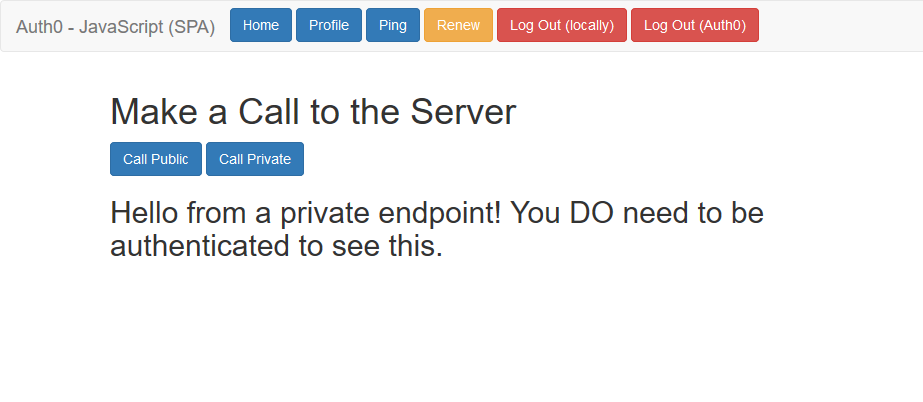 Auth0 - JavaScript (SPA) Home Profile Ping Renew Log Out (locally) Log Out (Auth0)
Make a Call to the Server
Call Public Call Private
Hello from a private endpoint! You DO need to be
authenticated to see this.